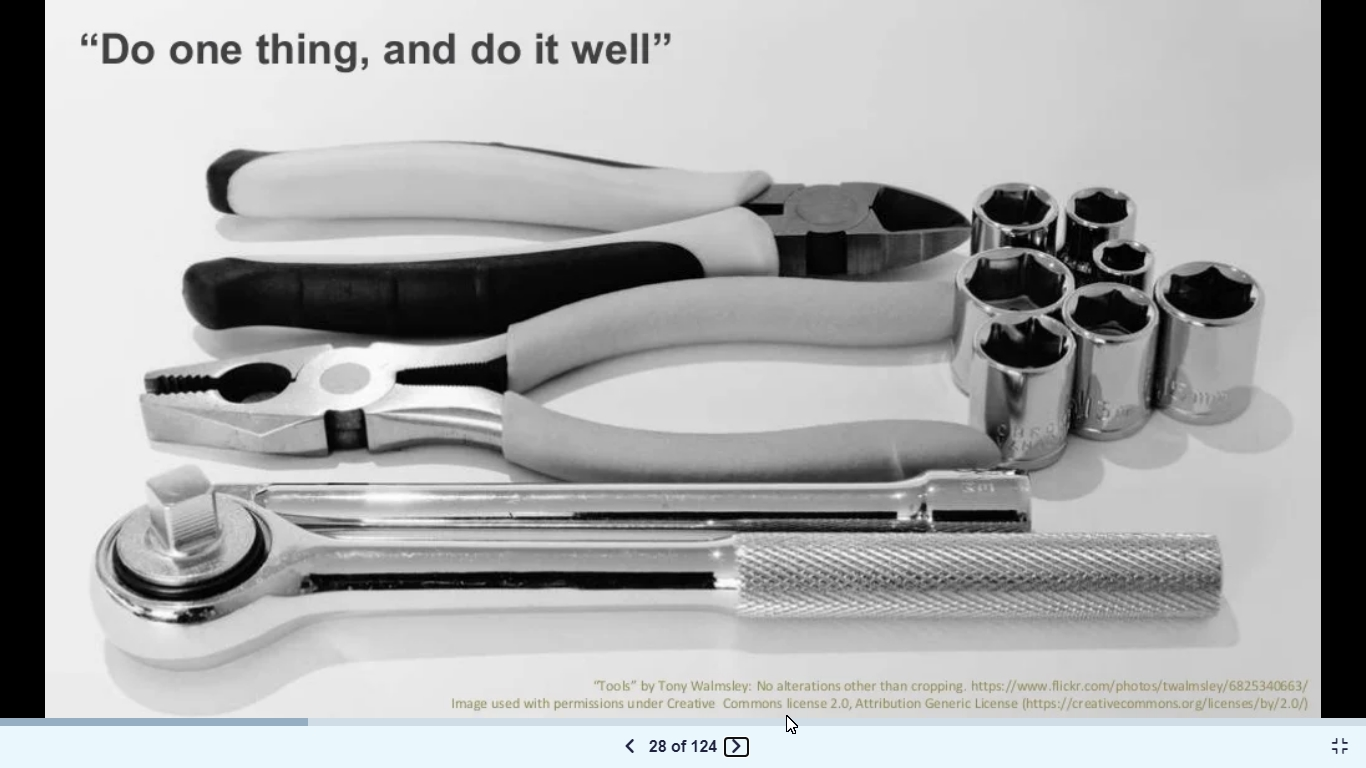 “Do one thing, and do it well”
“Tools” by Tony Walmsley: No alterations other than cropping. https://www.flickr.com/photos/twalmsley/6825340663/
Image used with permissions under Creative Commons license 2.0, Attribution Generic License (https://creativecommons.org/licenses/by/2.0/)
28 of 124